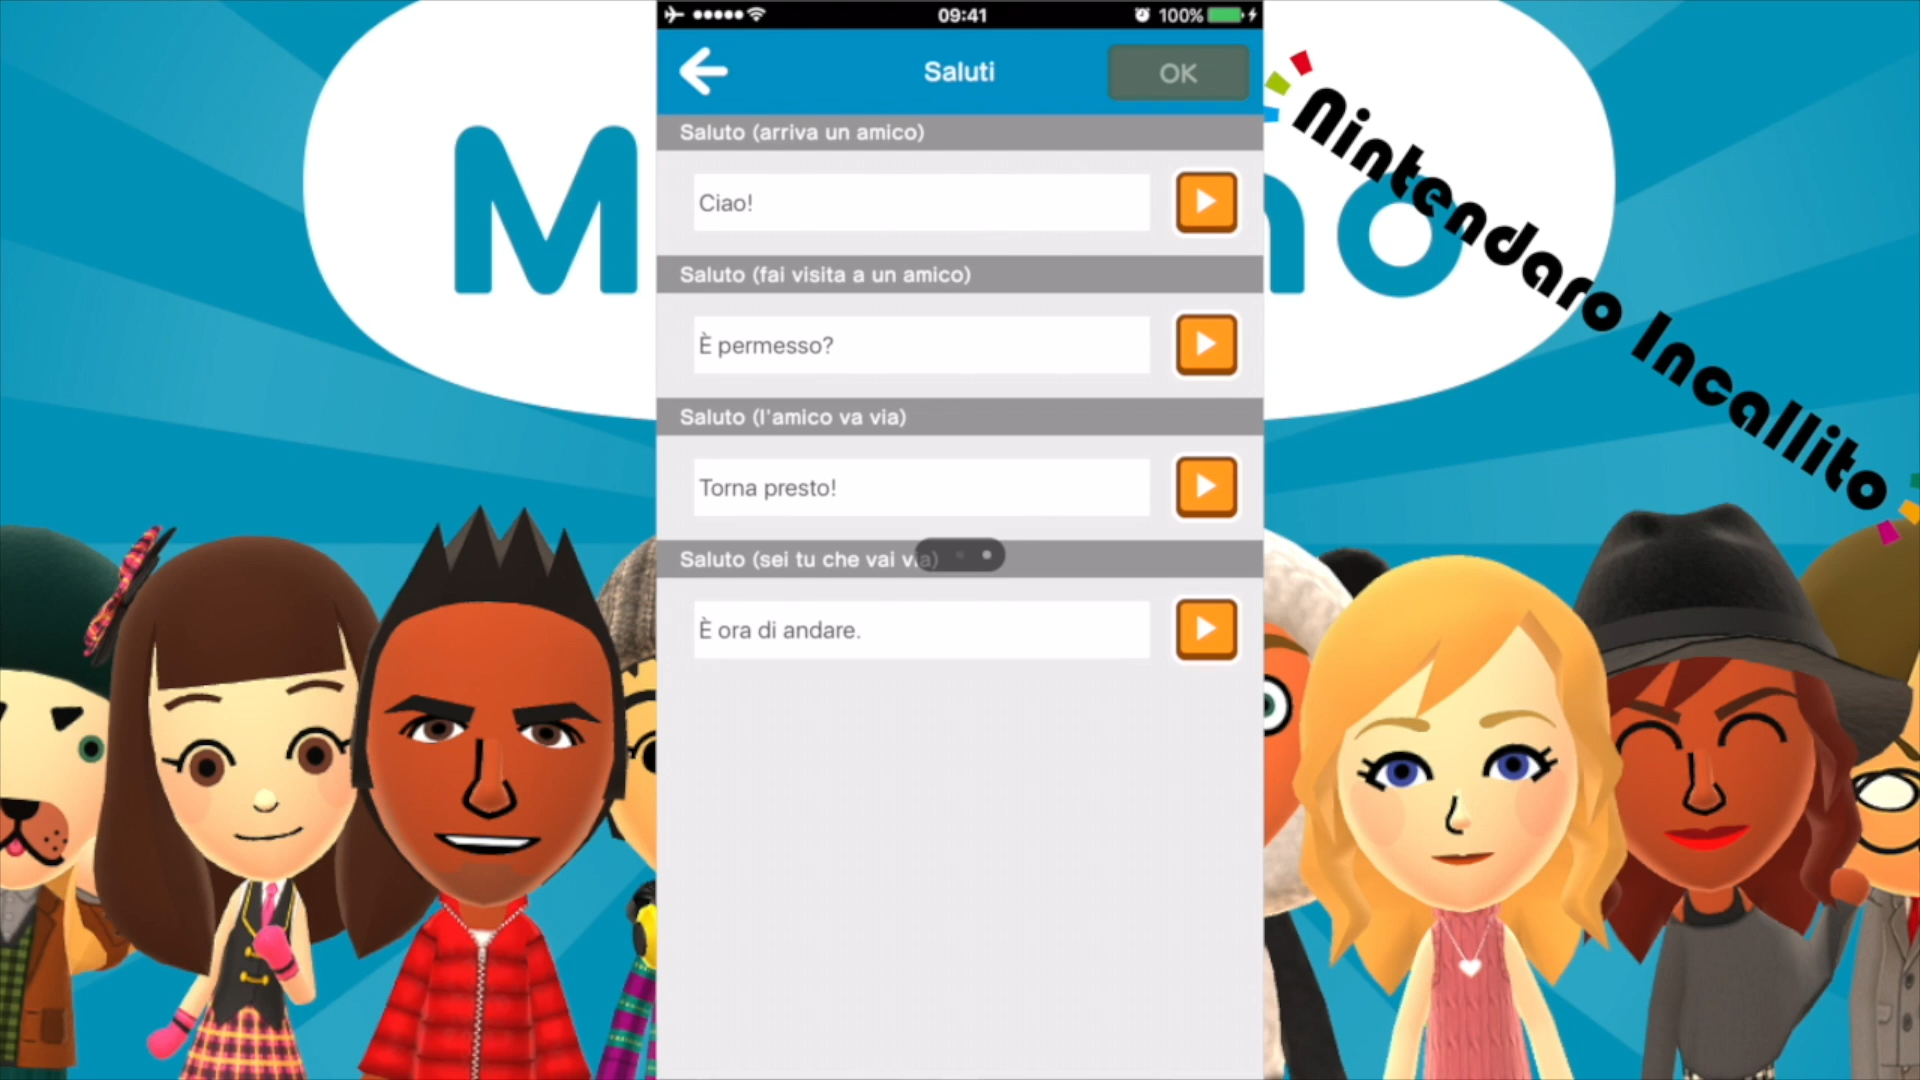 09:41
100%
Saluti
OK
Saluto (arriva un amico)
Ciao!
Saluto (fai visita a un amico)
È permesso?
Saluto (l'amico va via)
Torna presto!
Saluto (sei tu che vai via)
È ora di andare.
Nintendaro Incallito